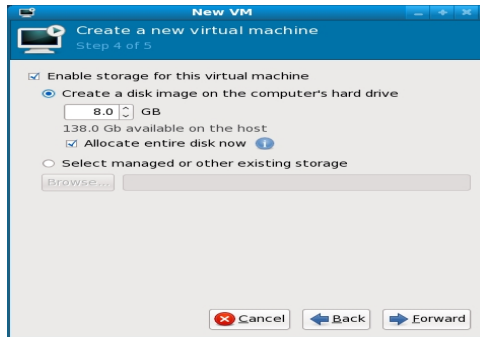 New VM
Create a new virtual machine
Step 4 of 5
Enable storage for this virtual machine
Create a disk image on the computer's hard drive
8.0 GB
138.0 Gb available on the host
Allocate entire disk now
Select managed or other existing storage
Browse...
Cancel Back Forward